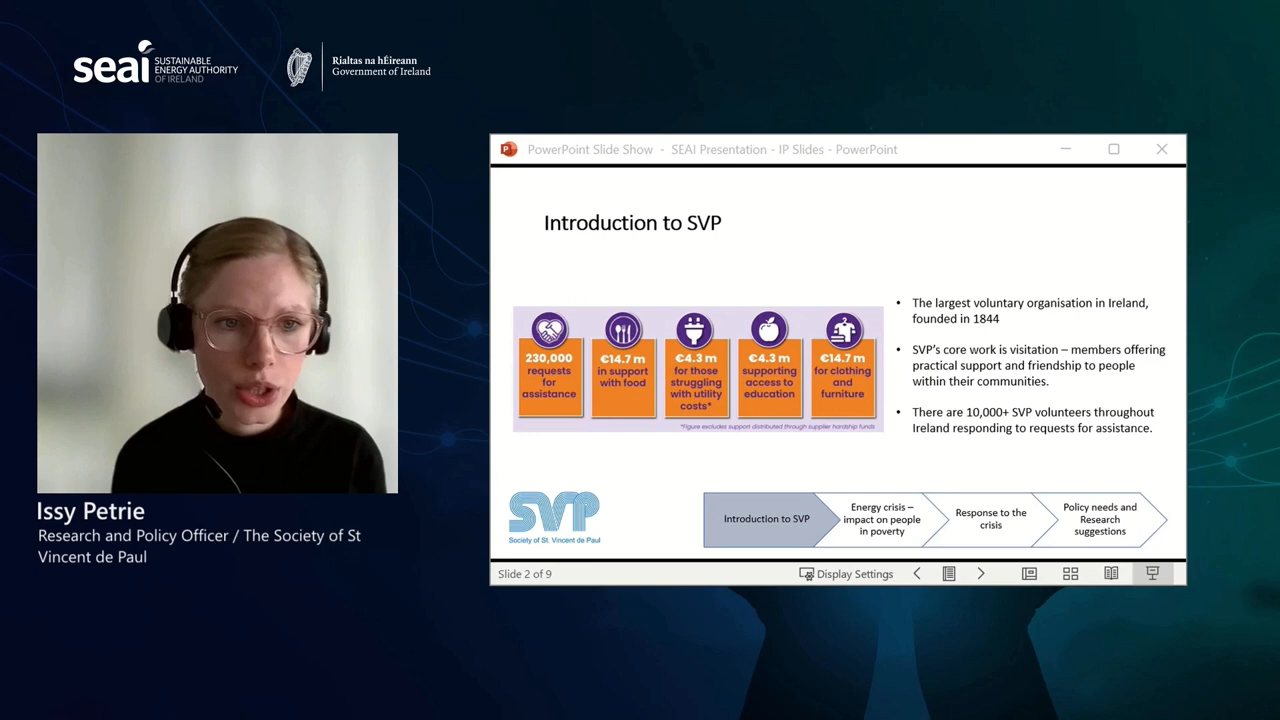 seai SUSTAINABLE
ENERGY AUTHORITY
OF IRELAND
Rialtas na hÉireann
Government of Ireland
PowerPoint Slide Show - SEAI Presentation - IP Slides - PowerPoint
Introduction to SVP
230,000
requests
for
assistance
€14.7 m
in support
with food
€4.3 m
for those
struggling
with utility
costs*
€4.3 m
supporting
access to
education
€14.7 m
for clothing
and
furniture
*Figure excludes support distributed through supplier hardship funds
• The largest voluntary organisation in Ireland,
founded in 1844
• SVP's core work is visitation – members offering
practical support and friendship to people
within their communities.
• There are 10,000+ SVP volunteers throughout
Ireland responding to requests for assistance.
SVP
Society of St. Vincent de Paul
Introduction to SVP
Energy crisis –
impact on people
in poverty
Response to the
crisis
Policy needs and
Research
suggestions
Slide 2 of 9
Display Settings
Issy Petrie
Research and Policy Officer / The Society of St
Vincent de Paul